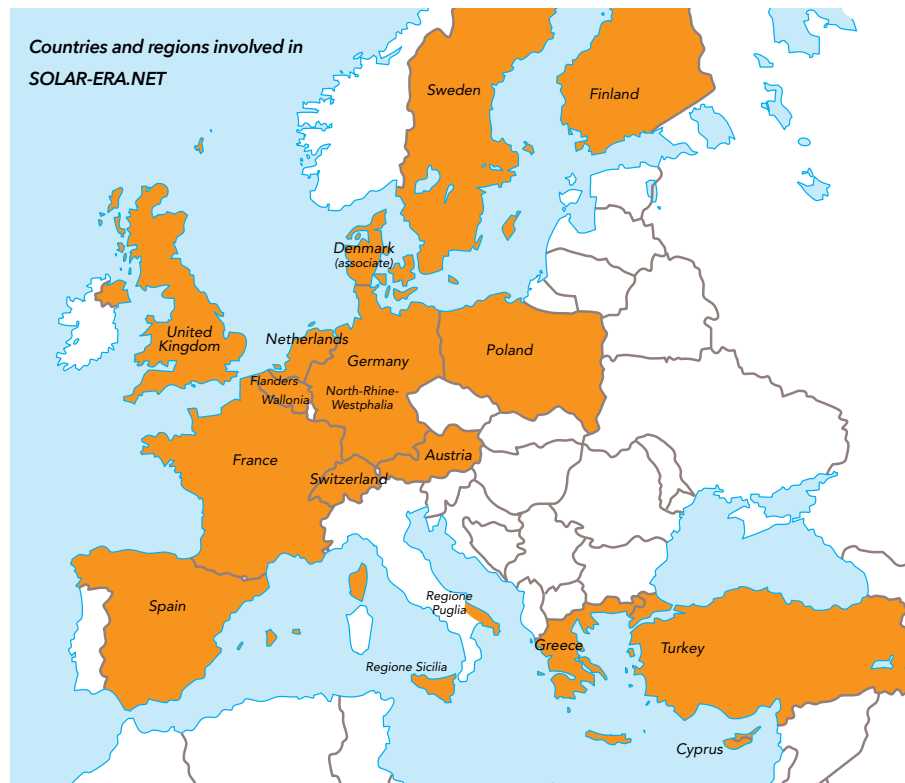 Countries and regions involved in
SOLAR-ERA.NET
Sweden
Finland
Denmark
(associate)
United
Kingdom
Netherlands
Germany
Poland
Flanders
Wallonia
North-Rhine-
Westphalia
France
Austria
Switzerland
Spain
Regione
Puglia
Greece
Turkey
Regione Sicilia
Cyprus